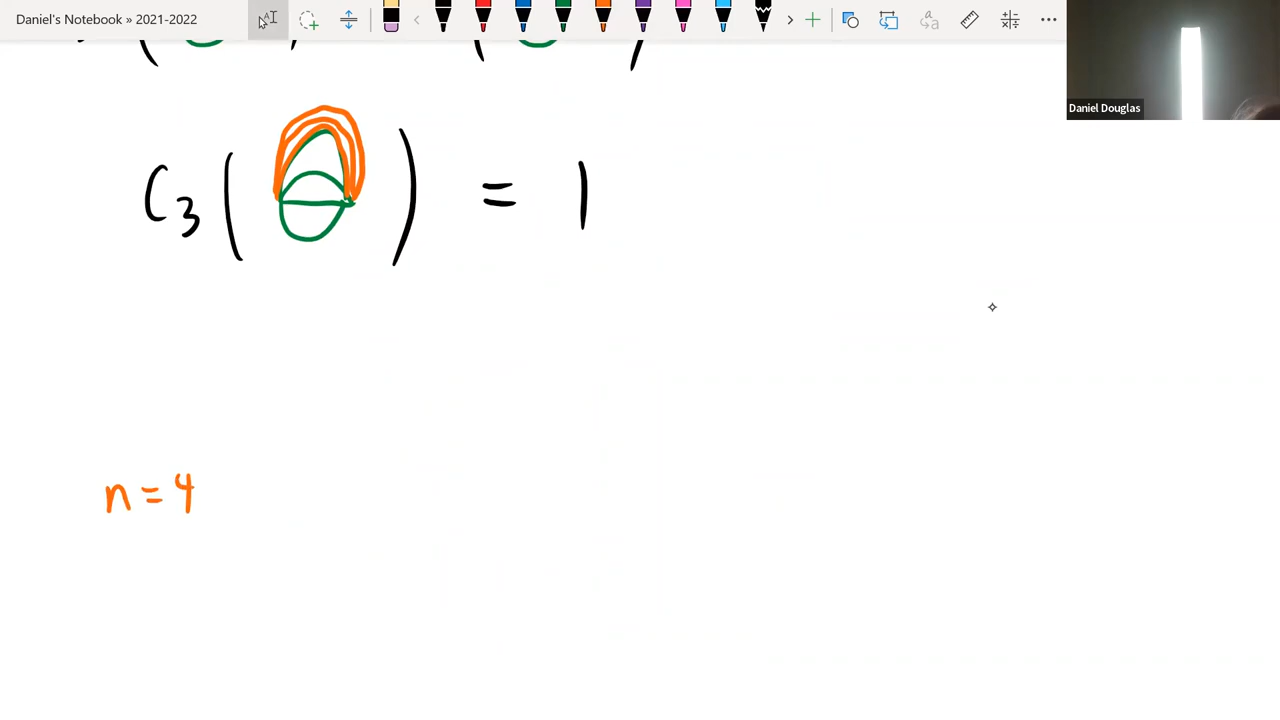 Daniel's Notebook » 2021-2022
Daniel Douglas
C3( ) = 1
n = 4